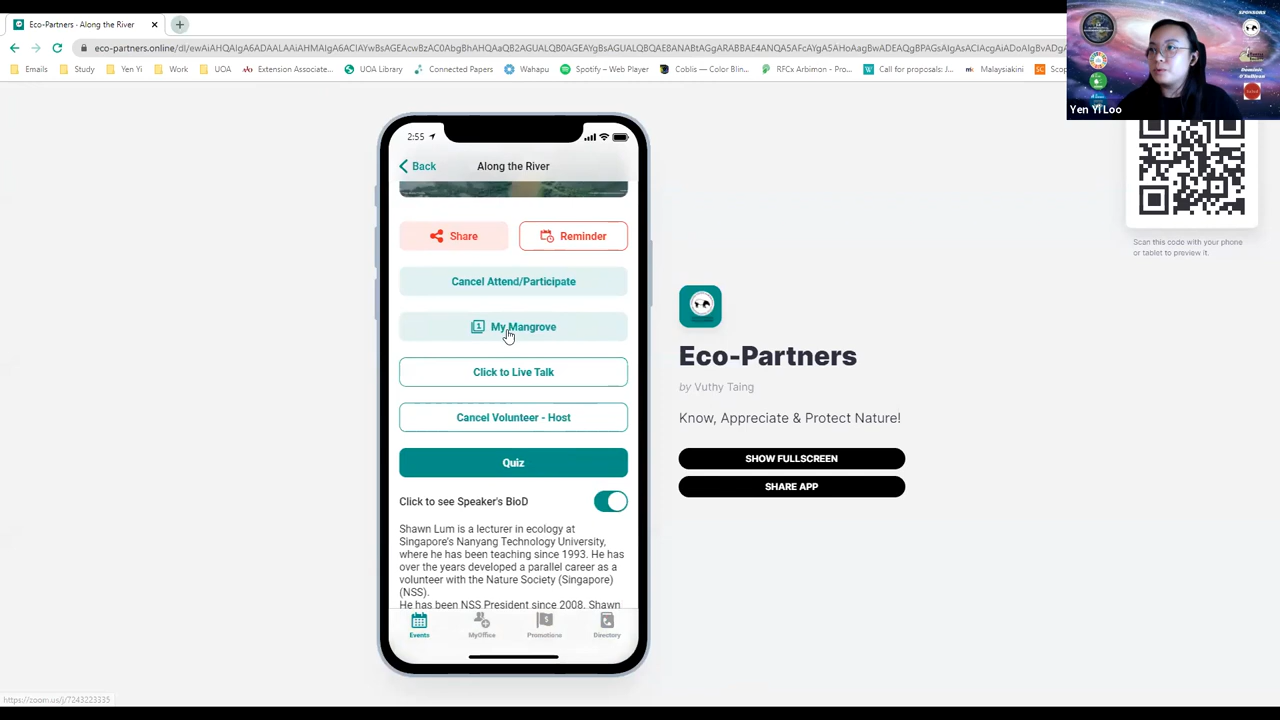 Eco-Partners - Along the River
Emails
Study
Yen Yi
Work
UOA
Extension Associate...
UOA Library
Connected Papers
Wahapu
Spotify – Web Player
Coblis — Color Blin...
RFCx Arbimon - Pro...
Call for proposals: J...
Malaysiakini
SPONSORS
Dominic O'Sullivan
Yen Yi Loo
2:55
Back
Along the River
Share
Reminder
Cancel Attend/Participate
My Mangrove
Click to Live Talk
Cancel Volunteer - Host
Quiz
Click to see Speaker's BioD
Shawn Lum is a lecturer in ecology at
Singapore's Nanyang Technology University,
where he has been teaching since 1993. He has
over the years developed a parallel career as a
volunteer with the Nature Society (Singapore)
(NSS).
He has been NSS President since 2008. Shawn
Events
MyOffice
Promotions
Directory
Scan this code with your phone
or tablet to preview it.
Eco-Partners
by Vuthy Taing
Know, Appreciate & Protect Nature!
SHOW FULLSCREEN
SHARE APP
https://zoom.us/j/7243223335